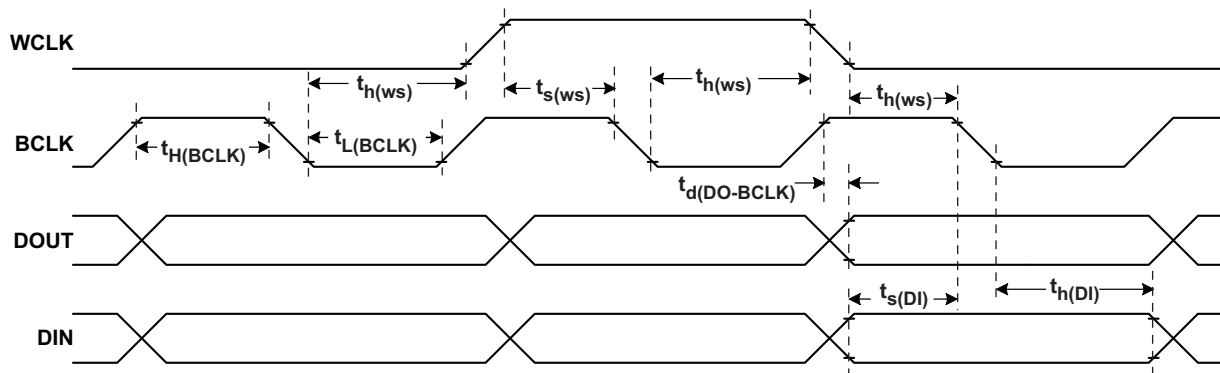 WCLK
th(ws)
ts(ws)
th(ws)
th(ws)
BCLK
tH(BCLK)
tL(BCLK)
td(DO-BCLK)
DOUT
ts(DI)
th(DI)
DIN